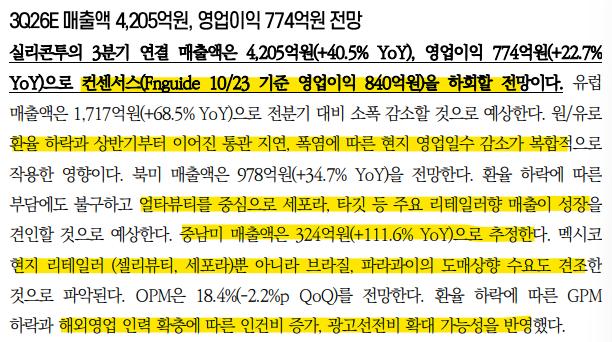 3Q26E 매출액 4,205억원, 영업이익 774억원 전망
실리콘투의 3분기 연결 매출액은 4,205억원(+40.5% YoY), 영업이익 774억원(+22.7%
YoY)으로 컨센서스(Fnguide 10/23 기준 영업이익 840억원)을 하회할 전망이다. 유럽
매출액은 1,717억원(+68.5% YoY)으로 전분기 대비 소폭 감소할 것으로 예상한다. 원/유로
환율 하락과 상반기부터 이어진 통관 지연, 폭염에 따른 현지 영업일수 감소가 복합적으로
작용한 영향이다. 북미 매출액은 978억원(+34.7% YoY)을 전망한다. 환율 하락에 따른
부담에도 불구하고 얼타뷰티를 중심으로 세포라, 타깃 등 주요 리테일러향 매출이 성장을
견인할 것으로 예상한다. 중남미 매출액은 324억원(+111.6% YoY)으로 추정한다. 멕시코
현지 리테일러 (셀리뷰티, 세포라)뿐 아니라 브라질, 파라과이의 도매상향 수요도 견조한
것으로 파악된다. OPM은 18.4%(-2.2%p QoQ)를 전망한다. 환율 하락에 따른 GPM
하락과 해외영업 인력 확충에 따른 인건비 증가, 광고선전비 확대 가능성을 반영했다.